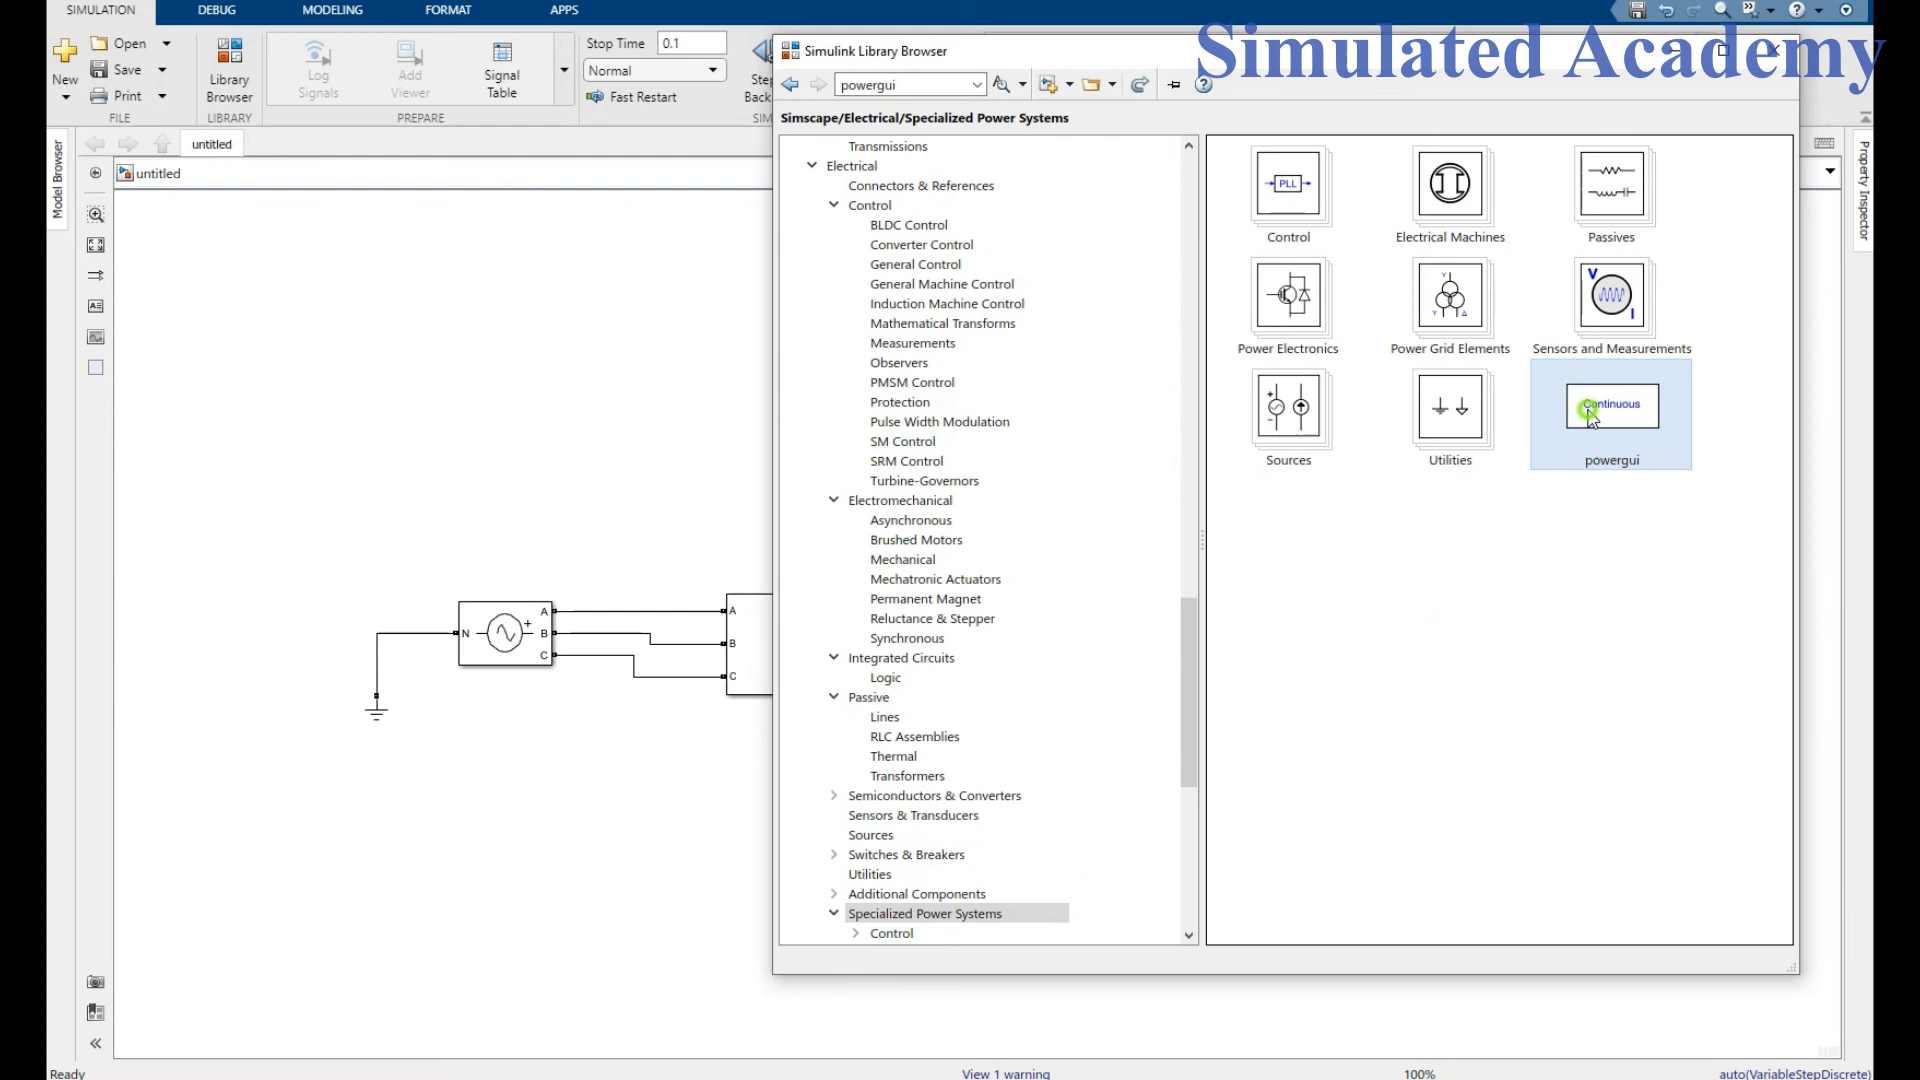 SIMULATION DEBUG MODELING FORMAT APPS
Simulated Academy
New
Open
Save
Print
FILE
Library
Browser
LIBRARY
Log
Signals
Add
Viewer
Signal
Table
PREPARE
Stop Time 0.1
Normal
Fast Restart
Step
Back
SIM
untitled
untitled
Model Browser
Property Inspector
N
A
B
C
A
B
C
Simulink Library Browser
powergui
Simscape/Electrical/Specialized Power Systems
Transmissions
Electrical
Connectors & References
Control
BLDC Control
Converter Control
General Control
General Machine Control
Induction Machine Control
Mathematical Transforms
Measurements
Observers
PMSM Control
Protection
Pulse Width Modulation
SM Control
SRM Control
Turbine-Governors
Electromechanical
Asynchronous
Brushed Motors
Mechanical
Mechatronic Actuators
Permanent Magnet
Reluctance & Stepper
Synchronous
Integrated Circuits
Logic
Passive
Lines
RLC Assemblies
Thermal
Transformers
Semiconductors & Converters
Sensors & Transducers
Sources
Switches & Breakers
Utilities
Additional Components
Specialized Power Systems
Control
PLL
Control
Electrical Machines
Passives
Power Electronics
Y
Y
Δ
Power Grid Elements
V
I
Sensors and Measurements
Sources
Utilities
Continuous
powergui
Ready
View 1 warning
100%
auto(VariableStepDiscrete)